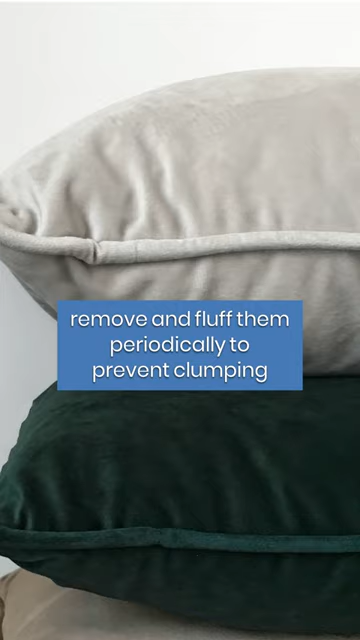 remove and fluff them
periodically to
prevent clumping